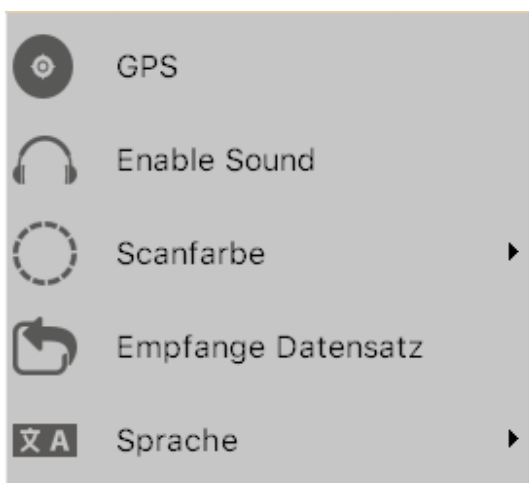 GPS
Enable Sound
Scanfarbe
Empfange Datensatz
文A Sprache